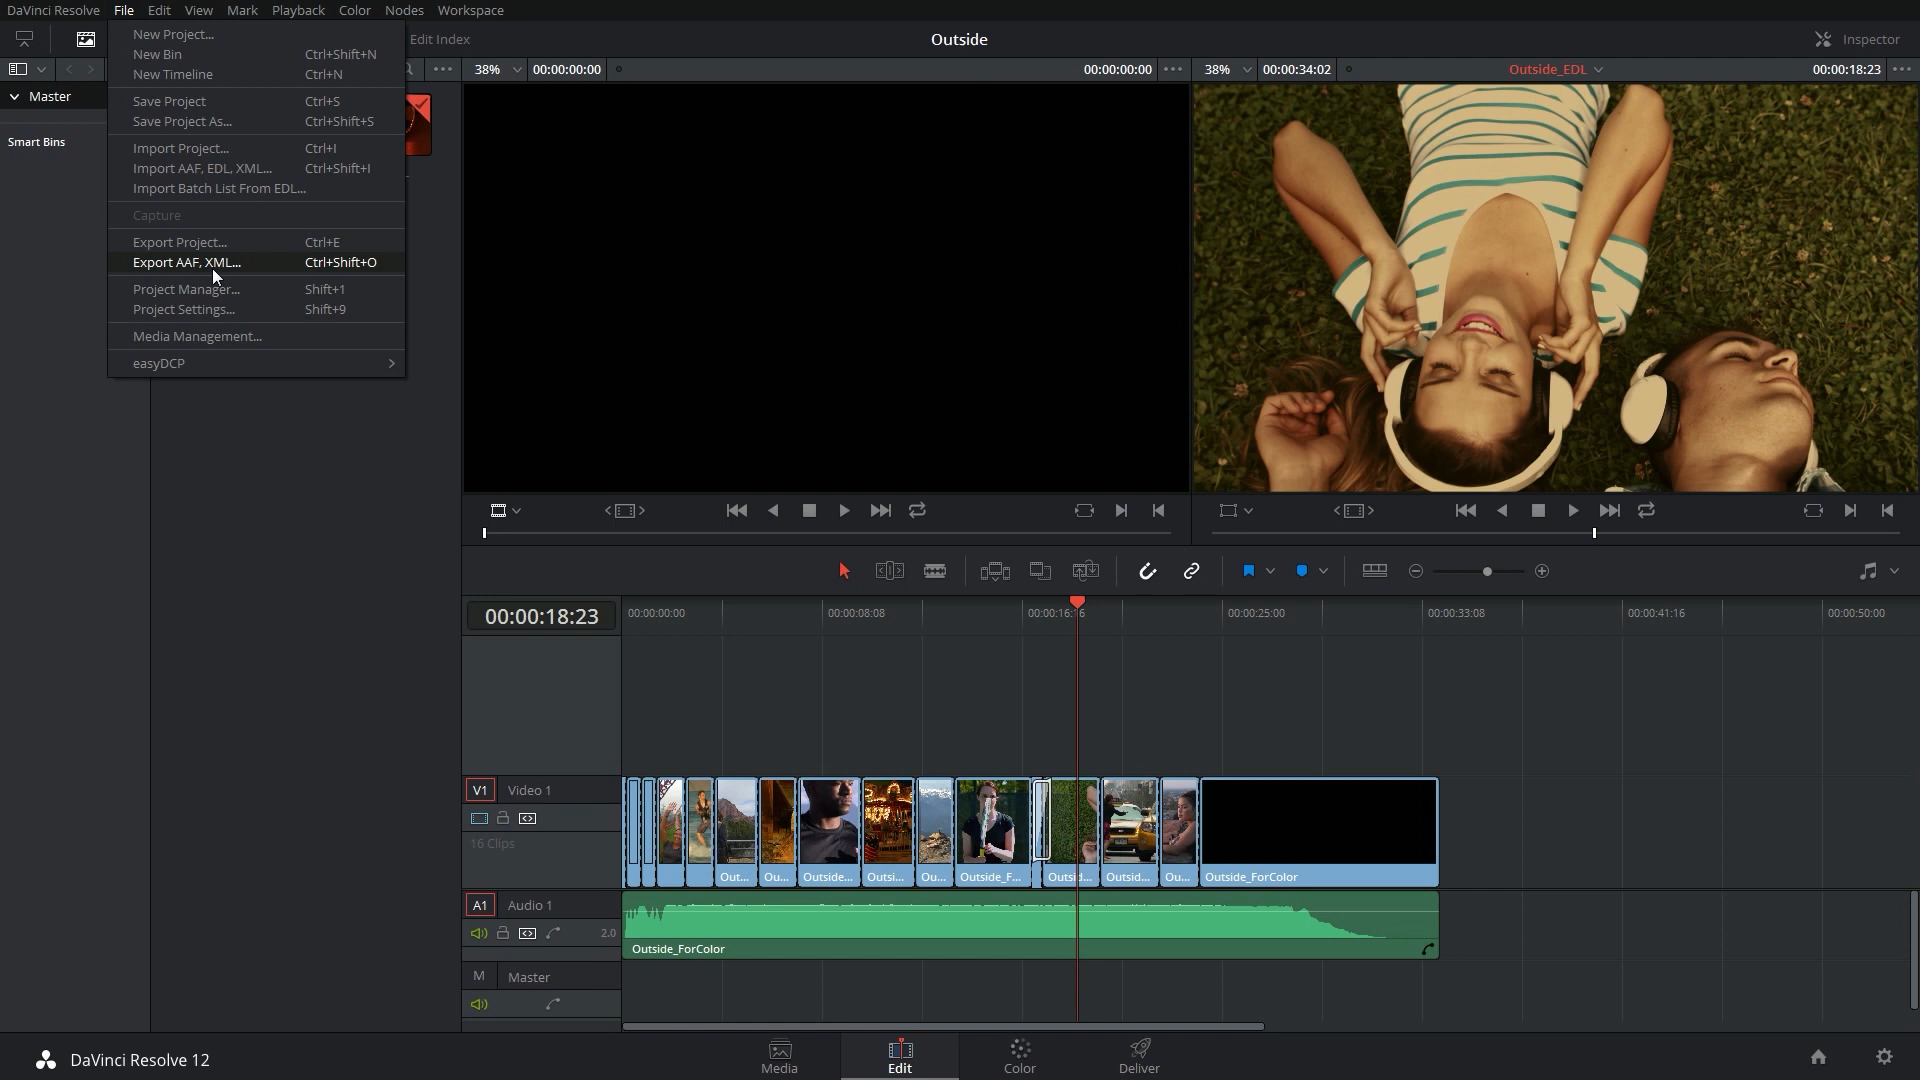 DaVinci Resolve File Edit View Mark Playback Color Nodes Workspace
Edit Index
Outside
Inspector
New Project...
New Bin Ctrl+Shift+N
New Timeline Ctrl+N
Save Project Ctrl+S
Save Project As... Ctrl+Shift+S
Import Project... Ctrl+I
Import AAF, EDL, XML... Ctrl+Shift+I
Import Batch List From EDL...
Capture
Export Project... Ctrl+E
Export AAF, XML... Ctrl+Shift+O
Project Manager... Shift+1
Project Settings... Shift+9
Media Management...
easyDCP
Master
Smart Bins
38% 00:00:00:00 00:00:00:00
38% 00:00:34:02 Outside_EDL 00:00:18:23
00:00:18:23
00:00:00:00 00:00:08:08 00:00:16:16 00:00:25:00 00:00:33:08 00:00:41:16 00:00:50:00
V1 Video 1
16 Clips
Out... Ou... Outside... Outsi... Ou... Outside_F... Outsid... Outsid... Ou... Outside_ForColor
A1 Audio 1
2.0
Outside_ForColor
M Master
DaVinci Resolve 12
Media Edit Color Deliver